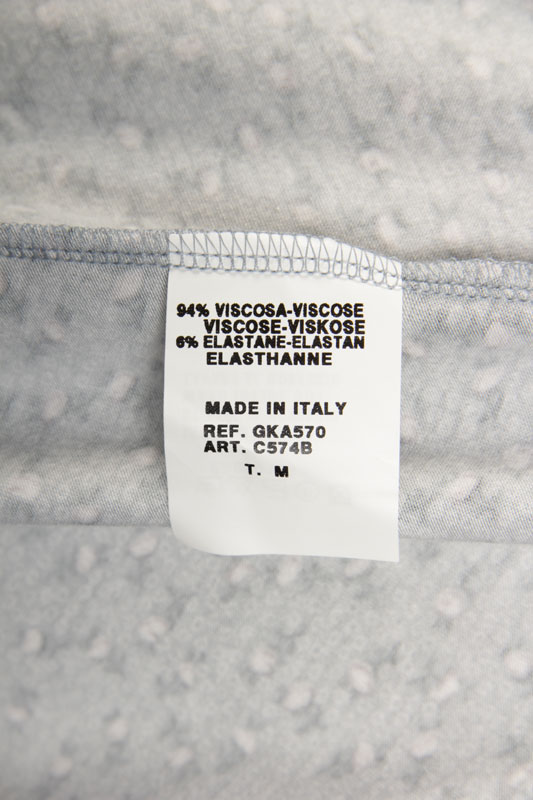 94% VISCOSA-VISCOSE
VISCOSE-VISKOSE
6% ELASTANE-ELASTAN
ELASTHANNE
MADE IN ITALY
REF. GKA570
ART. C574B
T. M